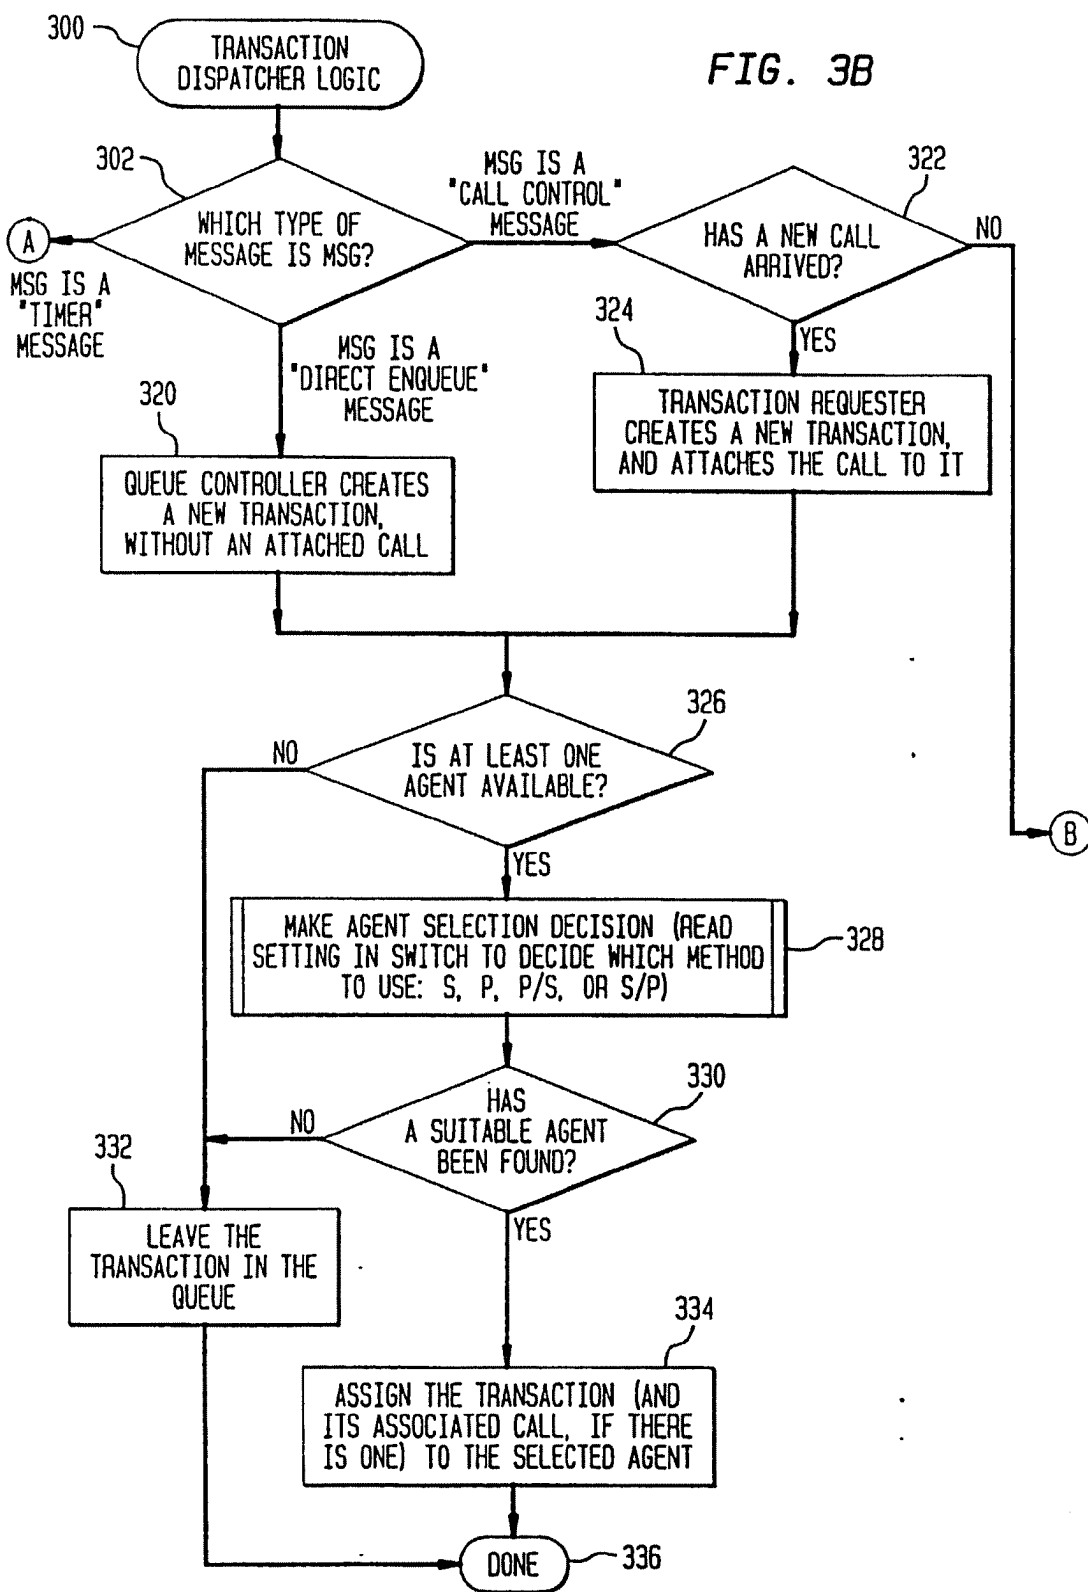 300
TRANSACTION
DISPATCHER LOGIC
FIG. 3B
302
WHICH TYPE OF
MESSAGE IS MSG?
A
MSG IS A
"TIMER"
MESSAGE
MSG IS A
"CALL CONTROL"
MESSAGE
322
HAS A NEW CALL
ARRIVED?
NO
YES
324
TRANSACTION REQUESTER
CREATES A NEW TRANSACTION,
AND ATTACHES THE CALL TO IT
MSG IS A
"DIRECT ENQUEUE"
MESSAGE
320
QUEUE CONTROLLER CREATES
A NEW TRANSACTION,
WITHOUT AN ATTACHED CALL
326
IS AT LEAST ONE
AGENT AVAILABLE?
NO
YES
B
MAKE AGENT SELECTION DECISION (READ
SETTING IN SWITCH TO DECIDE WHICH METHOD
TO USE: S, P, P/S, OR S/P)
328
330
HAS
A SUITABLE AGENT
BEEN FOUND?
NO
YES
332
LEAVE THE
TRANSACTION IN THE
QUEUE
334
ASSIGN THE TRANSACTION (AND
ITS ASSOCIATED CALL, IF THERE
IS ONE) TO THE SELECTED AGENT
DONE
336